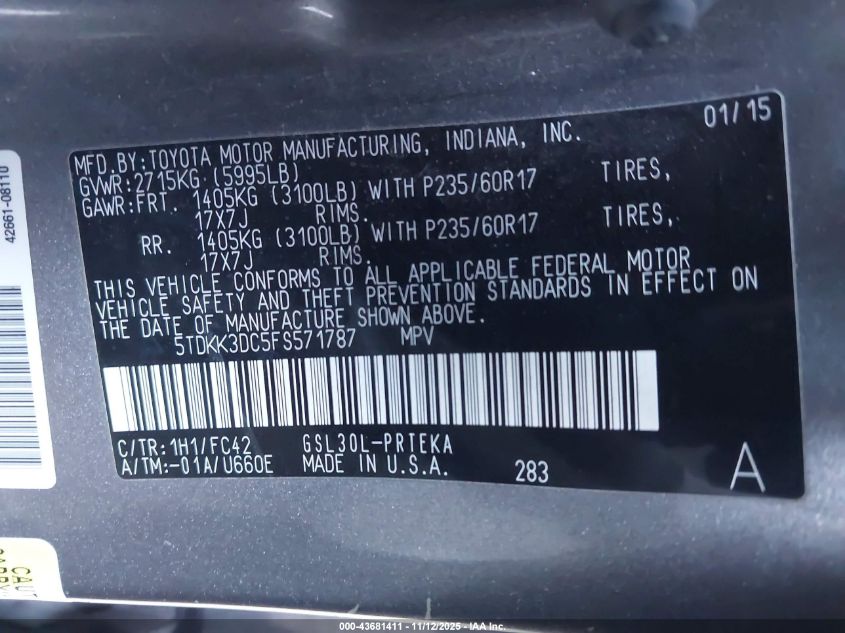 01/15
MFD.BY:TOYOTA MOTOR MANUFACTURING, INDIANA, INC.
GVWR:2715KG (5995LB)
GAWR:FRT. 1405KG (3100LB) WITH P235/60R17 TIRES,
17X7J RIMS.
RR. 1405KG (3100LB) WITH P235/60R17 TIRES,
17X7J RIMS.
THIS VEHICLE CONFORMS TO ALL APPLICABLE FEDERAL MOTOR
VEHICLE SAFETY AND THEFT PREVENTION STANDARDS IN EFFECT ON
THE DATE OF MANUFACTURE SHOWN ABOVE.
5TDKK3DC5FS571787 MPV
C/TR:1H1/FC42 GSL30L-PRTEKA
A/TM:-01A/U660E MADE IN U.S.A. 283 A
42661-08110
000-43681411 - 11/12/2025 - IAA Inc.